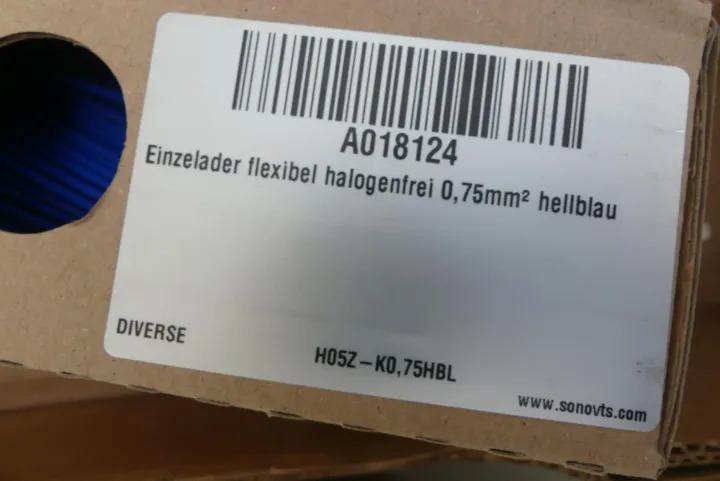 A018124
Einzelader flexibel halogenfrei 0,75mm² hellblau
DIVERSE
H05Z-K0,75HBL
www.sonovts.com